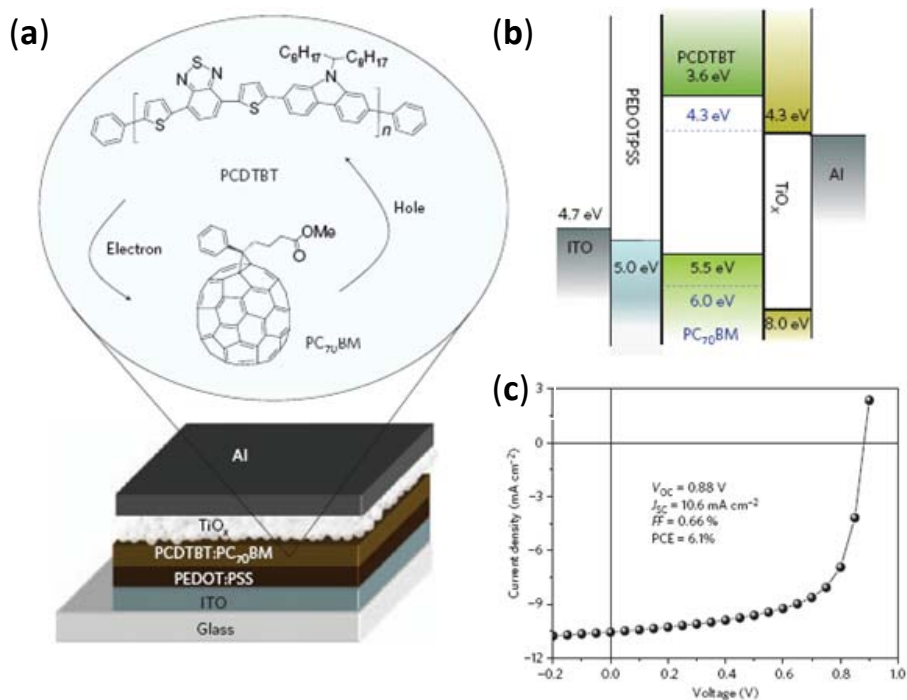 (a)
C₈H₁₇
C₈H₁₇
S
N
N
N
S
S
n
PCDTBT
Electron
Hole
OMe
O
PC₇₀BM
Al
TiOₓ
PCDTBT:PC₇₀BM
PEDOT:PSS
ITO
Glass
(b)
PEDOT:PSS
PCDTBT
3.6 eV
4.3 eV
4.3 eV
TiOₓ
Al
4.7 eV
ITO
5.0 eV
5.5 eV
6.0 eV
PC₇₀BM
8.0 eV
(c)
3
0
−3
−6
−9
−12
Current density (mA cm⁻²)
V_OC = 0.88 V
J_SC = 10.6 mA cm⁻²
FF = 0.66 %
PCE = 6.1%
−0.2
0.0
0.2
0.4
0.6
0.8
1.0
Voltage (V)